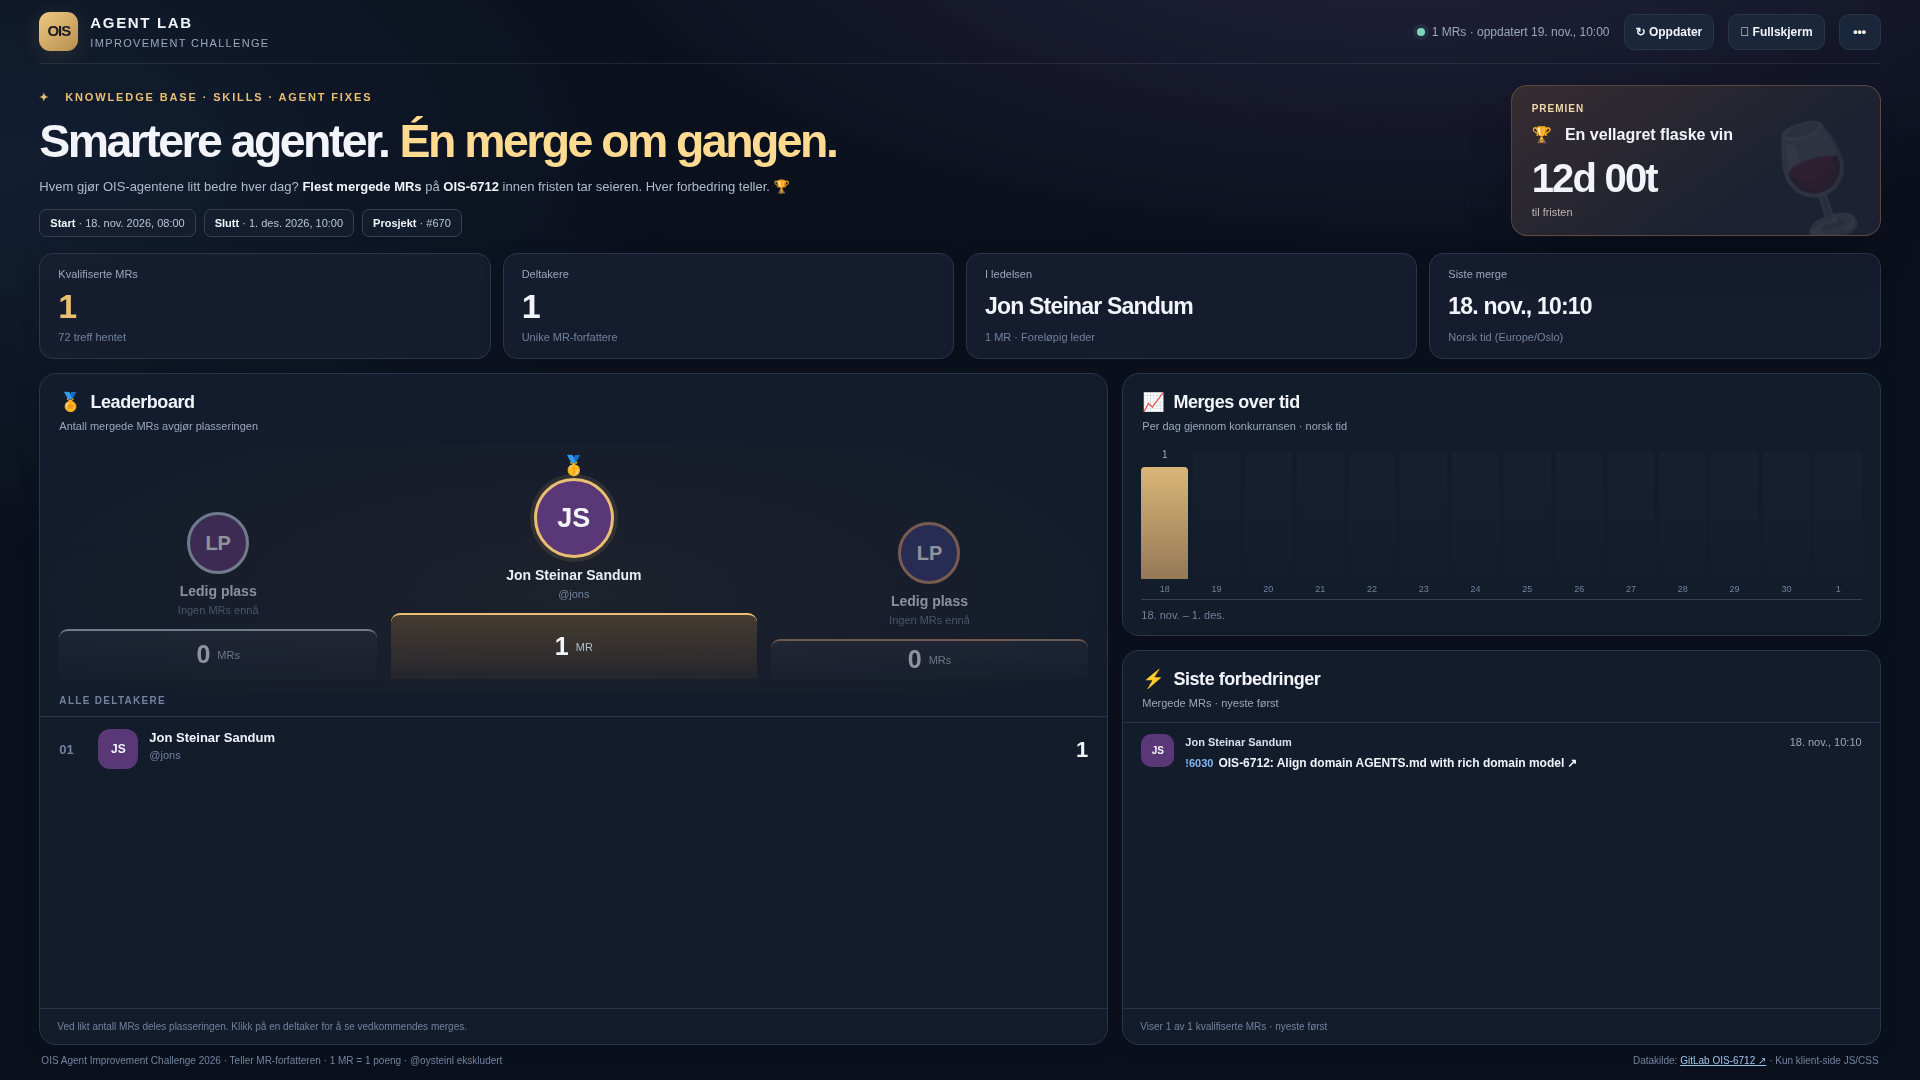 OIS
AGENT LAB
IMPROVEMENT CHALLENGE
1 MRs · oppdatert 19. nov., 10:00
↻ Oppdater
Fullskjerm
•••
✦ KNOWLEDGE BASE · SKILLS · AGENT FIXES
Smartere agenter. Én merge om gangen.
Hvem gjør OIS-agentene litt bedre hver dag? Flest mergede MRs på OIS-6712 innen fristen tar seieren. Hver forbedring teller. 🏆
Start · 18. nov. 2026, 08:00
Slutt · 1. des. 2026, 10:00
Prosjekt · #670
PREMIEN
🏆 En vellagret flaske vin
12d 00t
til fristen
Kvalifiserte MRs
1
72 treff hentet
Deltakere
1
Unike MR-forfattere
I ledelsen
Jon Steinar Sandum
1 MR · Foreløpig leder
Siste merge
18. nov., 10:10
Norsk tid (Europe/Oslo)
🏅 Leaderboard
Antall mergede MRs avgjør plasseringen
LP
Ledig plass
Ingen MRs ennå
0 MRs
🥇
JS
Jon Steinar Sandum
@jons
1 MR
LP
Ledig plass
Ingen MRs ennå
0 MRs
ALLE DELTAKERE
01
JS
Jon Steinar Sandum
@jons
1
Ved likt antall MRs deles plasseringen. Klikk på en deltaker for å se vedkommendes merges.
📈 Merges over tid
Per dag gjennom konkurransen · norsk tid
1
18 19 20 21 22 23 24 25 26 27 28 29 30 1
18. nov. – 1. des.
⚡ Siste forbedringer
Mergede MRs · nyeste først
JS
Jon Steinar Sandum
18. nov., 10:10
!6030 OIS-6712: Align domain AGENTS.md with rich domain model ↗
Viser 1 av 1 kvalifiserte MRs · nyeste først
OIS Agent Improvement Challenge 2026 · Teller MR-forfatteren · 1 MR = 1 poeng · @oysteinl ekskludert
Datakilde: GitLab OIS-6712 ↗ · Kun klient-side JS/CSS